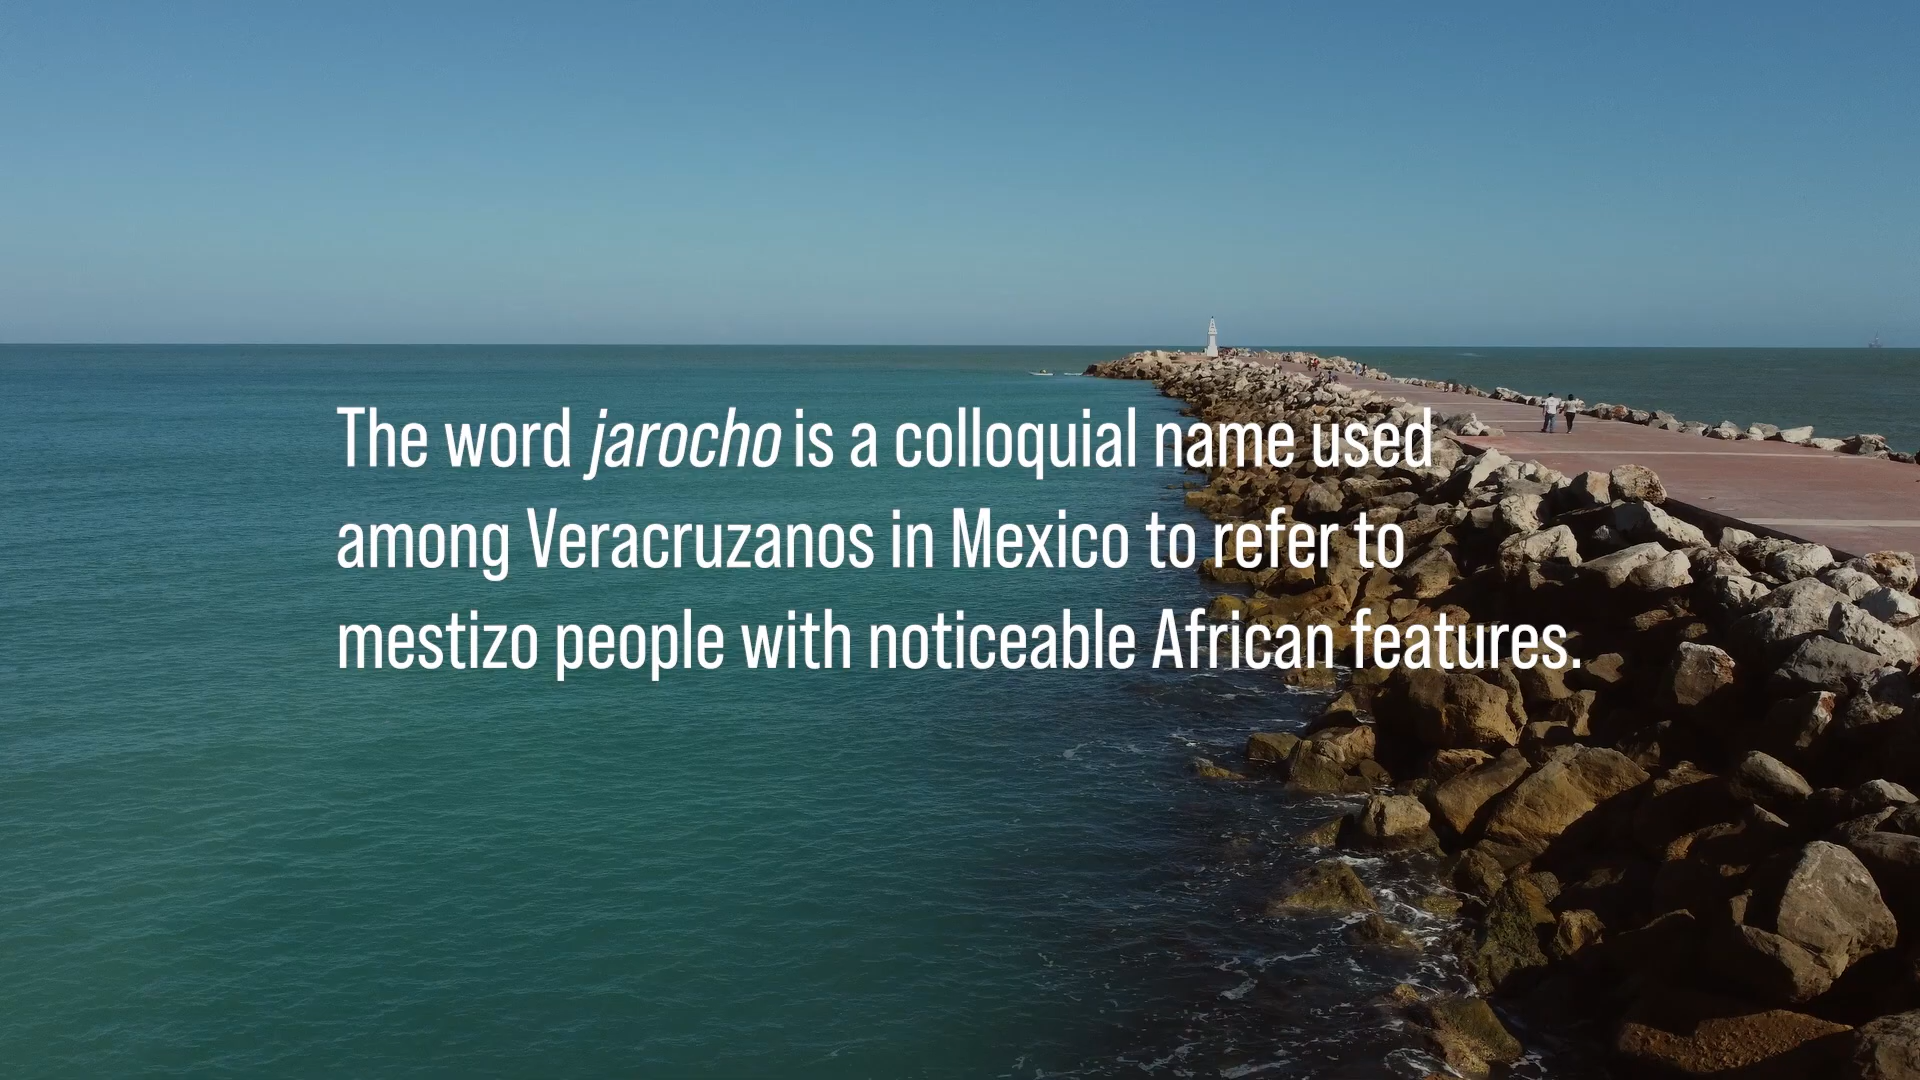 The word jarocho is a colloquial name used
among Veracruzanos in Mexico to refer to
mestizo people with noticeable African features.